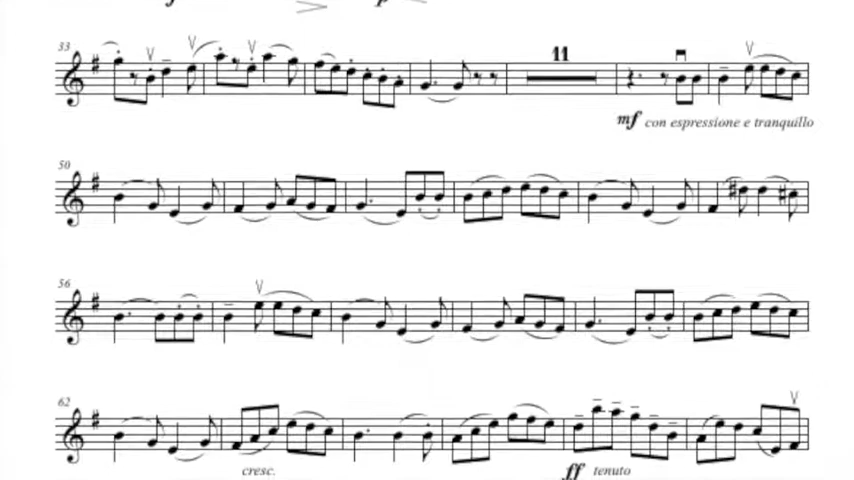 33
11
mf con espressione e tranquillo
50
56
62
cresc.
ff tenuto